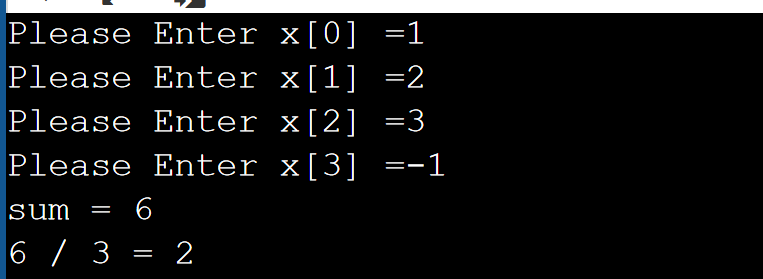 Please Enter x[0] =1
Please Enter x[1] =2
Please Enter x[2] =3
Please Enter x[3] =-1
sum = 6
6 / 3 = 2